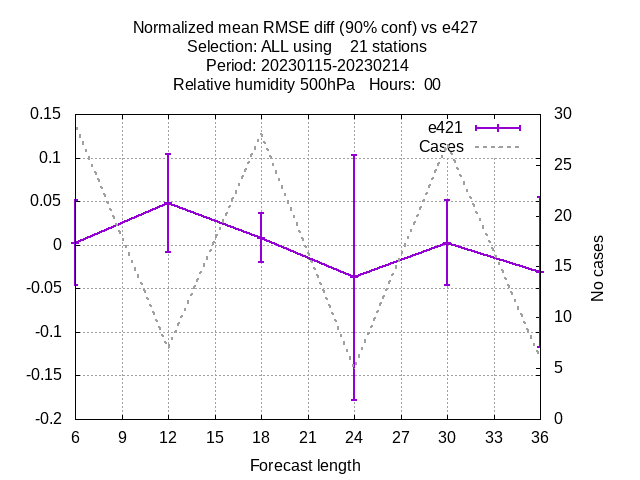 Normalized mean RMSE diff (90% conf) vs e427
Selection: ALL using    21 stations
Period: 20230115-20230214
Relative humidity 500hPa   Hours:  00
e421
Cases
0.15
0.1
0.05
0
-0.05
-0.1
-0.15
-0.2
30
25
20
15
10
5
0
No cases
6 9 12 15 18 21 24 27 30 33 36
Forecast length